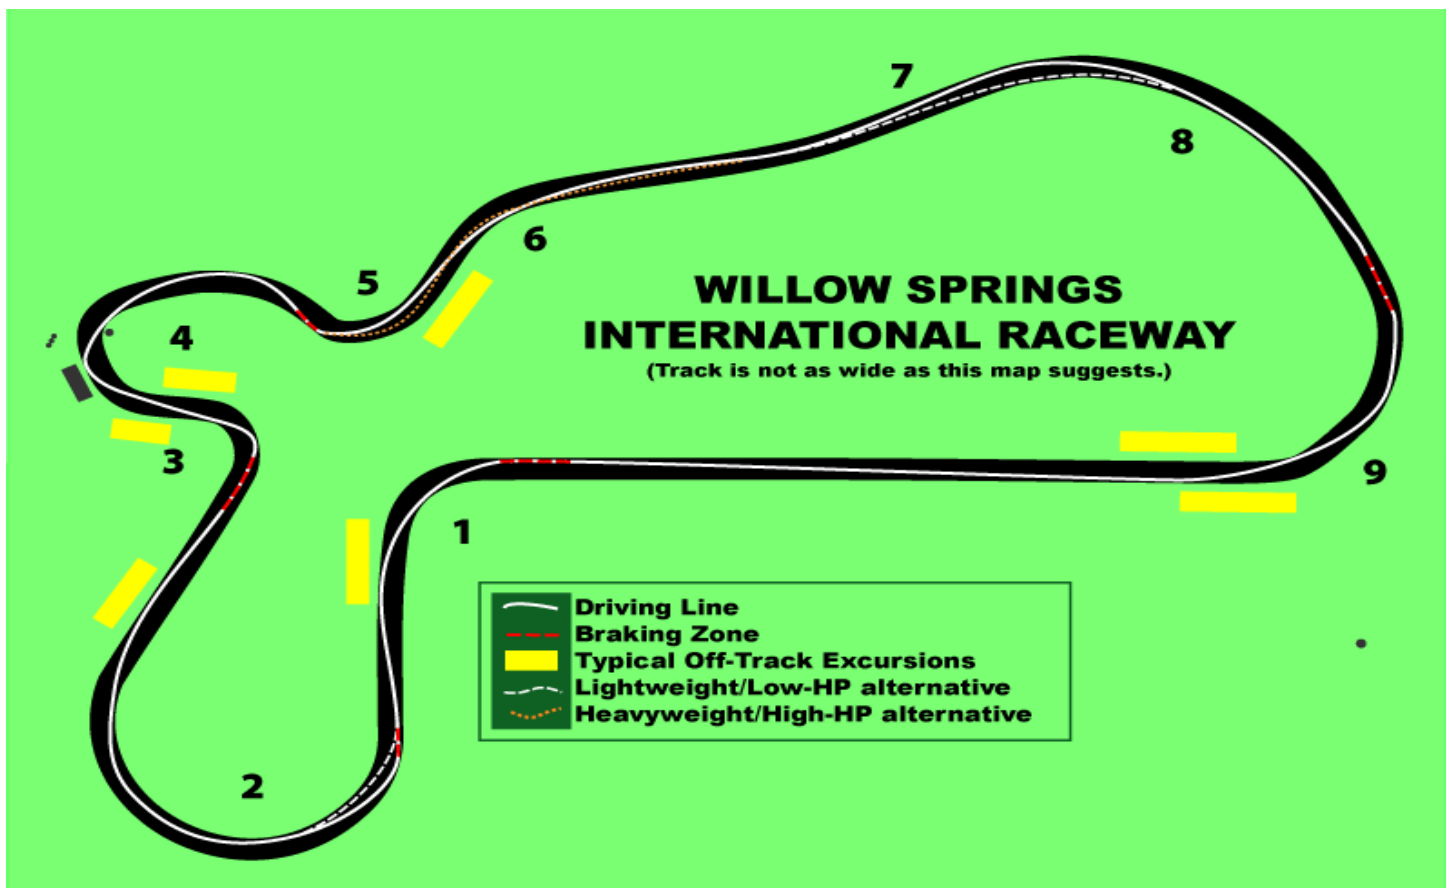 7
8
6
5
WILLOW SPRINGS
INTERNATIONAL RACEWAY
(Track is not as wide as this map suggests.)
4
3
9
1
2
Driving Line
Braking Zone
Typical Off-Track Excursions
Lightweight/Low-HP alternative
Heavyweight/High-HP alternative